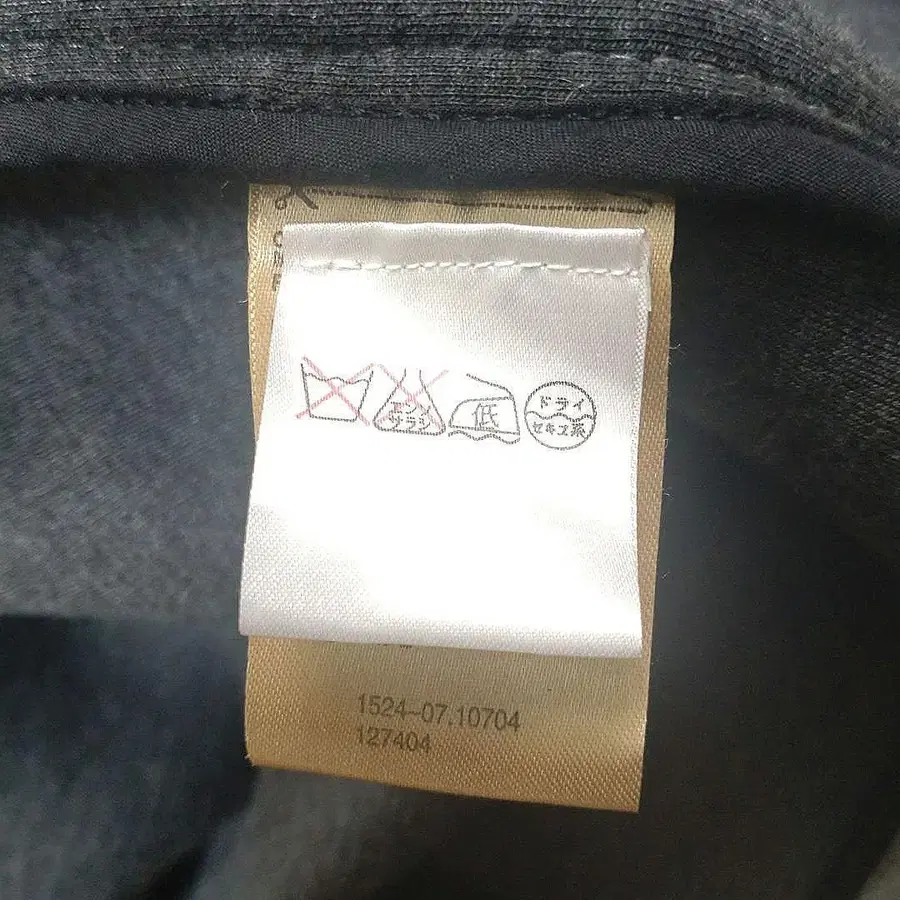 エンソ
サラシ
低
ドライ
セキユ系
1524-07.10704
127404